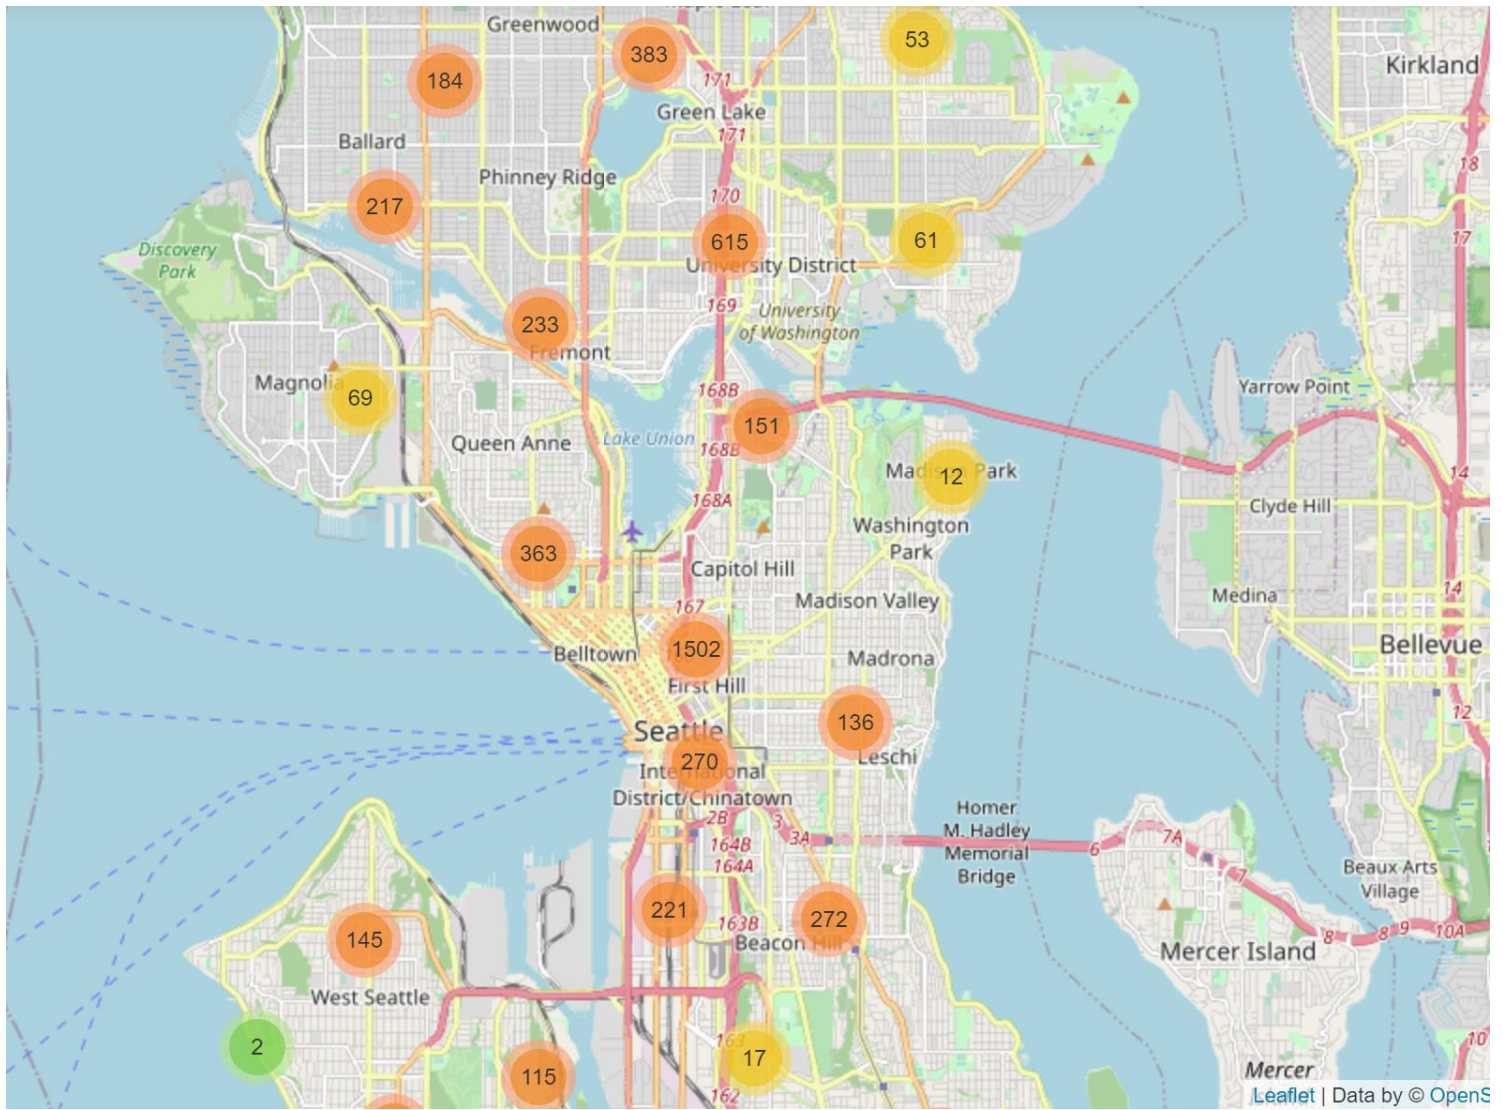 Greenwood
383
53
Kirkland
184
171
Green Lake
171
Ballard
18
Phinney Ridge
170
217
615
61
17
University District
Discovery
Park
169
University
of Washington
233
Fremont
Magnolia
69
168B
Yarrow Point
151
Queen Anne
Lake Union
168B
Madison Park
12
14
168A
Clyde Hill
Washington
Park
363
Capitol Hill
14
Medina
Madison Valley
167
1502
Belltown
Madrona
Bellevue
First Hill
12
136
Seattle
Leschi
270
International
District/Chinatown
Homer
M. Hadley
Memorial
Bridge
2B
3
3A
164B
164A
6
7A
7
Beaux Arts
Village
221
163B
272
Beacon Hill
8
8
9
10A
145
Mercer Island
West Seattle
2
163
17
10
115
Mercer
162
Leaflet | Data by © OpenS